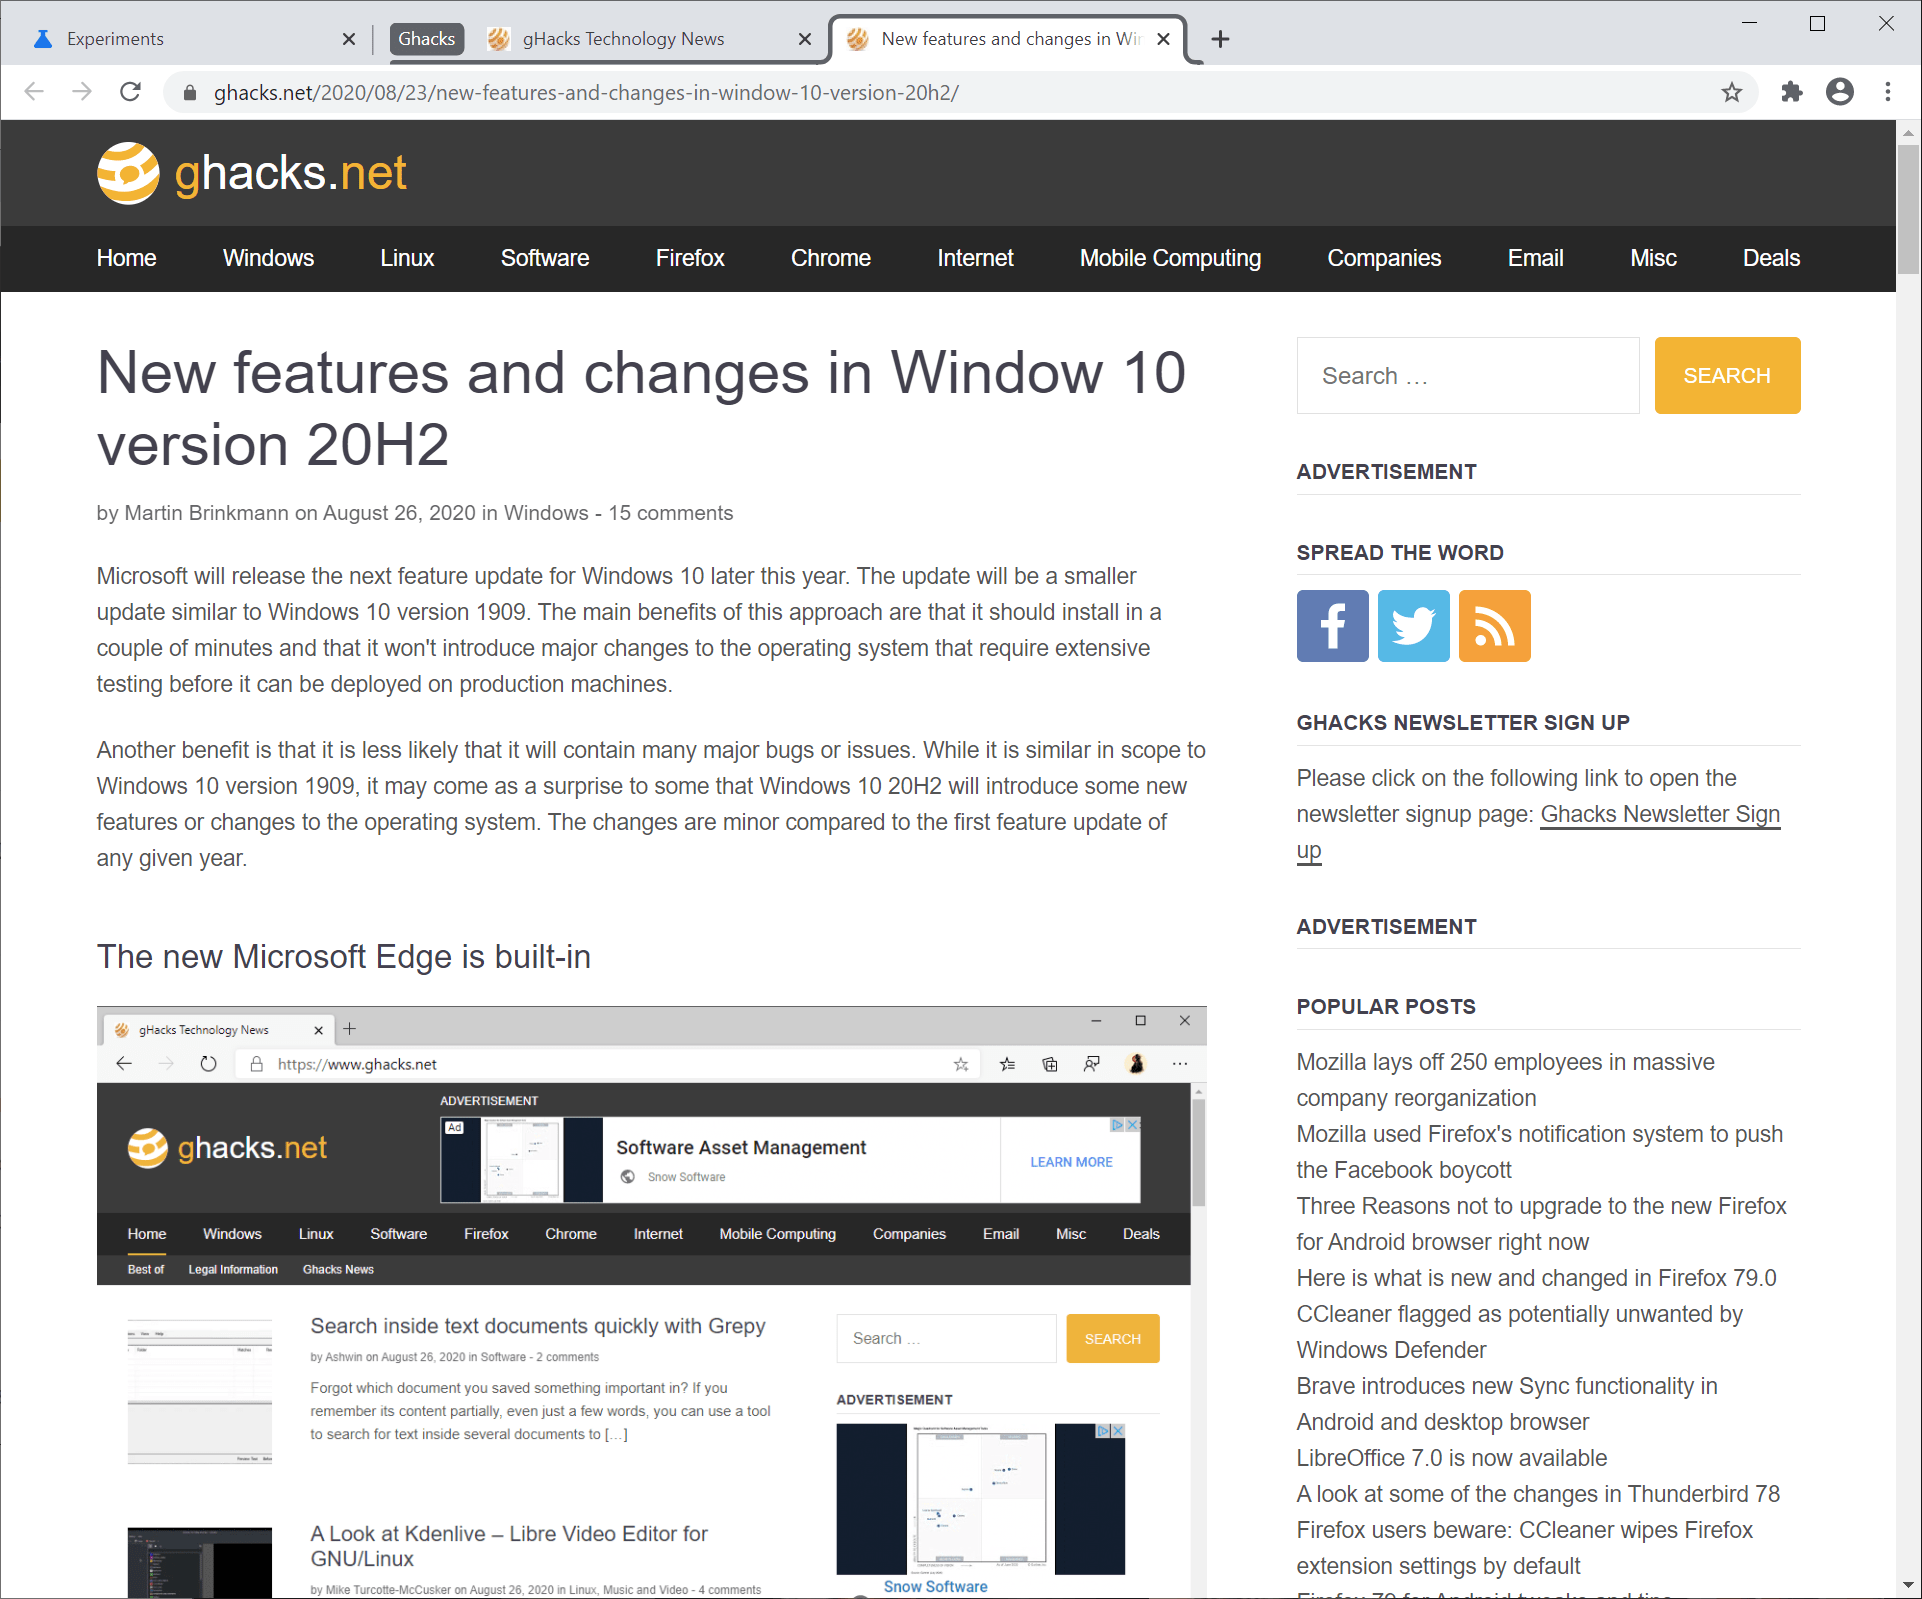 Experiments
Ghacks
gHacks Technology News
New features and changes in Wi
ghacks.net/2020/08/23/new-features-and-changes-in-window-10-version-20h2/
ghacks.net
Home Windows Linux Software Firefox Chrome Internet Mobile Computing Companies Email Misc Deals
New features and changes in Window 10
version 20H2
by Martin Brinkmann on August 26, 2020 in Windows - 15 comments
Microsoft will release the next feature update for Windows 10 later this year. The update will be a smaller
update similar to Windows 10 version 1909. The main benefits of this approach are that it should install in a
couple of minutes and that it won't introduce major changes to the operating system that require extensive
testing before it can be deployed on production machines.
Another benefit is that it is less likely that it will contain many major bugs or issues. While it is similar in scope to
Windows 10 version 1909, it may come as a surprise to some that Windows 10 20H2 will introduce some new
features or changes to the operating system. The changes are minor compared to the first feature update of
any given year.
The new Microsoft Edge is built-in
gHacks Technology News
https://www.ghacks.net
ghacks.net
ADVERTISEMENT
Ad
Software Asset Management
Snow Software
LEARN MORE
Home Windows Linux Software Firefox Chrome Internet Mobile Computing Companies Email Misc Deals
Best of Legal Information Ghacks News
Search inside text documents quickly with Grepy
by Ashwin on August 26, 2020 in Software - 2 comments
Forgot which document you saved something important in? If you
remember its content partially, even just a few words, you can use a tool
to search for text inside several documents to [...]
A Look at Kdenlive – Libre Video Editor for
GNU/Linux
by Mike Turcotte-McCusker on August 26, 2020 in Linux, Music and Video - 4 comments
Search ...
SEARCH
ADVERTISEMENT
Snow Software
Search ...
SEARCH
ADVERTISEMENT
SPREAD THE WORD
GHACKS NEWSLETTER SIGN UP
Please click on the following link to open the
newsletter signup page: Ghacks Newsletter Sign
up
ADVERTISEMENT
POPULAR POSTS
Mozilla lays off 250 employees in massive
company reorganization
Mozilla used Firefox's notification system to push
the Facebook boycott
Three Reasons not to upgrade to the new Firefox
for Android browser right now
Here is what is new and changed in Firefox 79.0
CCleaner flagged as potentially unwanted by
Windows Defender
Brave introduces new Sync functionality in
Android and desktop browser
LibreOffice 7.0 is now available
A look at some of the changes in Thunderbird 78
Firefox users beware: CCleaner wipes Firefox
extension settings by default